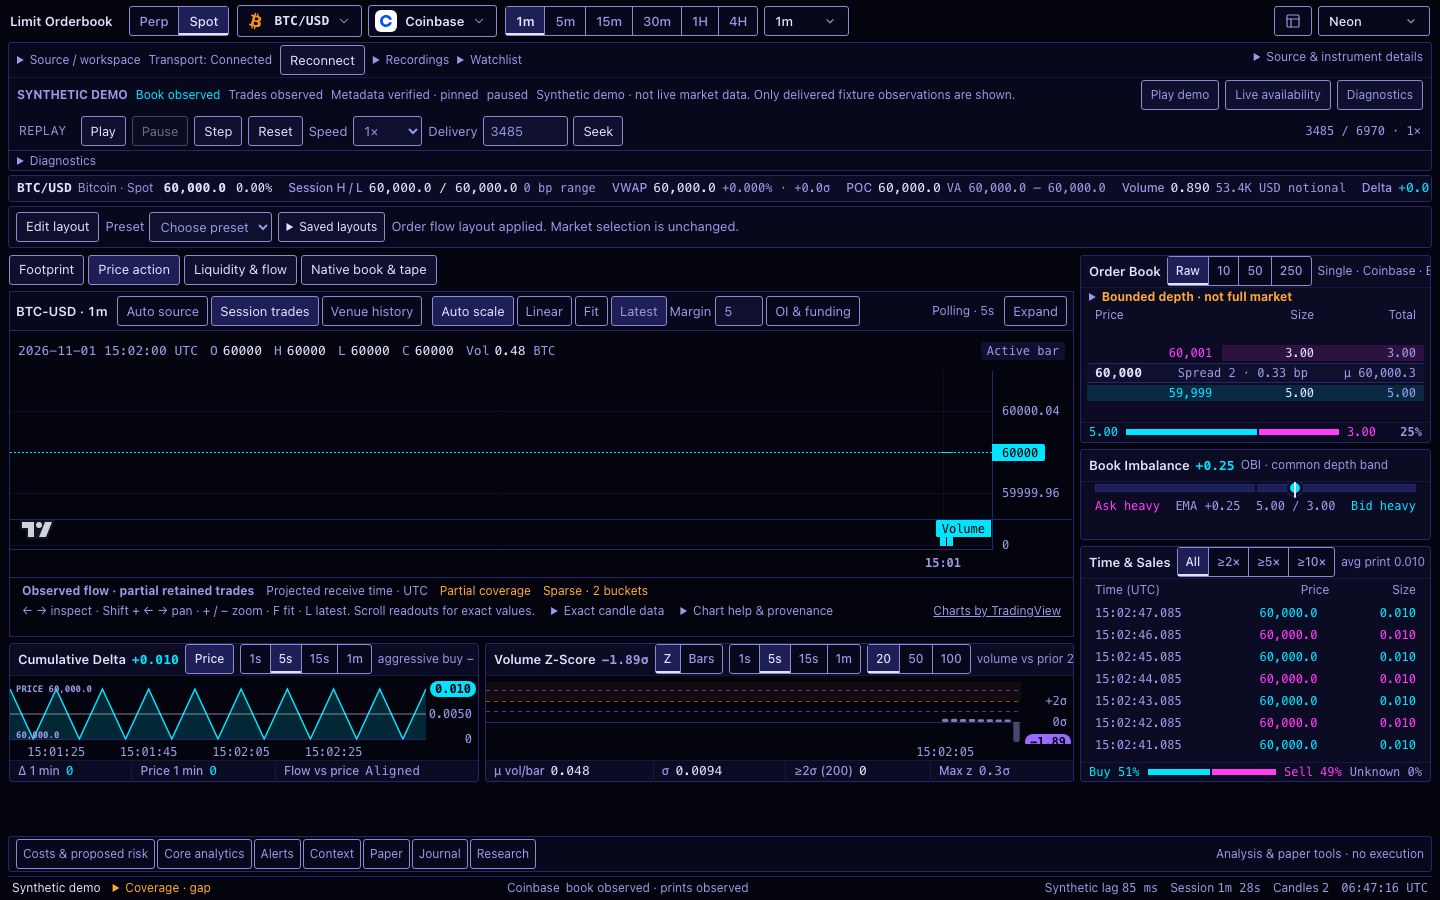 Limit Orderbook Perp Spot BTC/USD Coinbase 1m 5m 15m 30m 1H 4H 1m Neon
▶ Source / workspace Transport: Connected Reconnect ▶ Recordings ▶ Watchlist ▶ Source & instrument details
SYNTHETIC DEMO Book observed Trades observed Metadata verified · pinned paused Synthetic demo · not live market data. Only delivered fixture observations are shown. Play demo Live availability Diagnostics
REPLAY Play Pause Step Reset Speed 1× Delivery 3485 Seek 3485 / 6970 · 1×
▶ Diagnostics
BTC/USD Bitcoin · Spot 60,000.0 0.00% Session H / L 60,000.0 / 60,000.0 0 bp range VWAP 60,000.0 +0.000% · +0.0σ POC 60,000.0 VA 60,000.0 – 60,000.0 Volume 0.890 53.4K USD notional Delta +0.0
Edit layout Preset Choose preset ▶ Saved layouts Order flow layout applied. Market selection is unchanged.
Footprint Price action Liquidity & flow Native book & tape
BTC-USD · 1m Auto source Session trades Venue history Auto scale Linear Fit Latest Margin 5 OI & funding Polling · 5s Expand
2026-11-01 15:02:00 UTC O 60000 H 60000 L 60000 C 60000 Vol 0.48 BTC Active bar
60000.04
60000
59999.96
Volume
0
15:01
Observed flow · partial retained trades Projected receive time · UTC Partial coverage Sparse · 2 buckets
← → inspect · Shift + ← → pan · + / − zoom · F fit · L latest. Scroll readouts for exact values. ▶ Exact candle data ▶ Chart help & provenance Charts by TradingView
Order Book Raw 10 50 250 Single · Coinbase ·
▶ Bounded depth · not full market
Price Size Total
60,001 3.00 3.00
60,000 Spread 2 · 0.33 bp μ 60,000.3
59,999 5.00 5.00
5.00 3.00 25%
Book Imbalance +0.25 OBI · common depth band
Ask heavy EMA +0.25 5.00 / 3.00 Bid heavy
Time & Sales All ≥2× ≥5× ≥10× avg print 0.010
Time (UTC) Price Size
15:02:47.085 60,000.0 0.010
15:02:46.085 60,000.0 0.010
15:02:45.085 60,000.0 0.010
15:02:44.085 60,000.0 0.010
15:02:43.085 60,000.0 0.010
15:02:42.085 60,000.0 0.010
15:02:41.085 60,000.0 0.010
Buy 51% Sell 49% Unknown 0%
Cumulative Delta +0.010 Price 1s 5s 15s 1m aggressive buy −
PRICE 60,000.0 0.010
0.0050
60,000.0 0
15:01:25 15:01:45 15:02:05 15:02:25
Δ 1 min 0 Price 1 min 0 Flow vs price Aligned
Volume Z-Score −1.89σ Z Bars 1s 5s 15s 1m 20 50 100 volume vs prior 2
+2σ
0σ
−1.89
15:02:05
μ vol/bar 0.048 σ 0.0094 ≥2σ (200) 0 Max z 0.3σ
Costs & proposed risk Core analytics Alerts Context Paper Journal Research Analysis & paper tools · no execution
Synthetic demo ▶ Coverage · gap Coinbase book observed · prints observed Synthetic lag 85 ms Session 1m 28s Candles 2 06:47:16 UTC